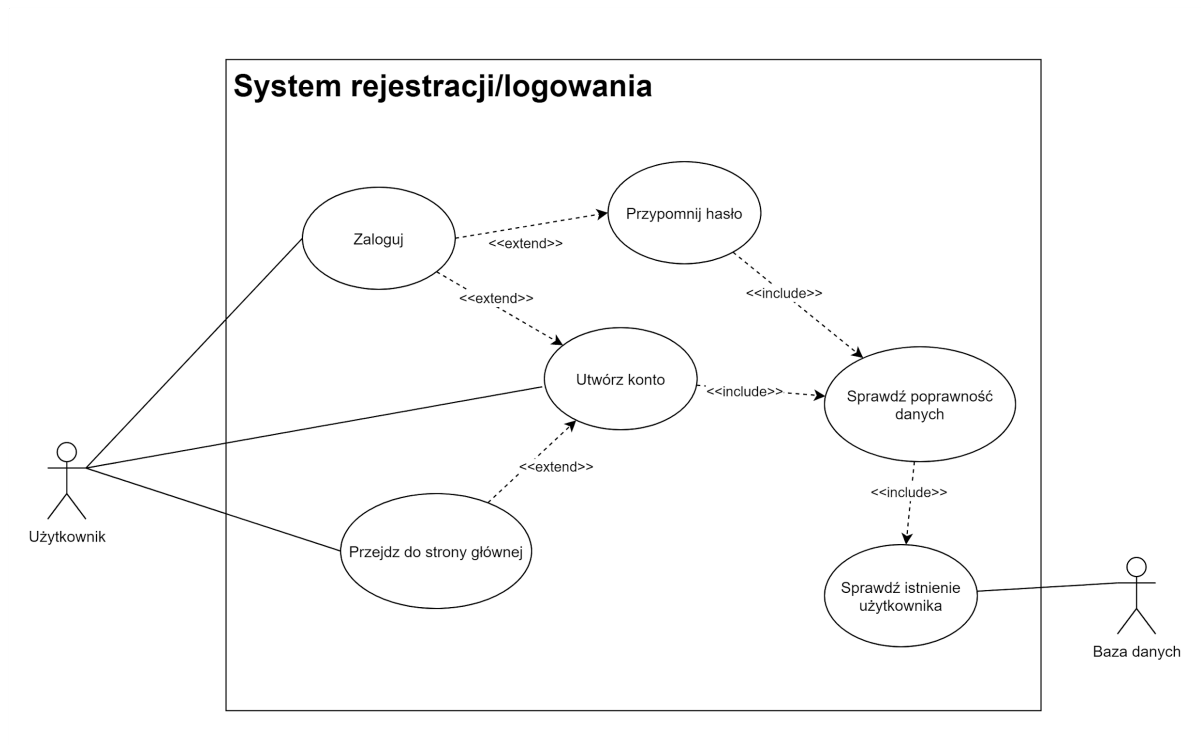 System rejestracji/logowania
Przypomnij hasło
Zaloguj
<<extend>>
<<include>>
<<extend>>
Utwórz konto
<<include>>
Sprawdź poprawność
danych
<<extend>>
<<include>>
Użytkownik
Przejdz do strony głównej
Sprawdź istnienie
użytkownika
Baza danych